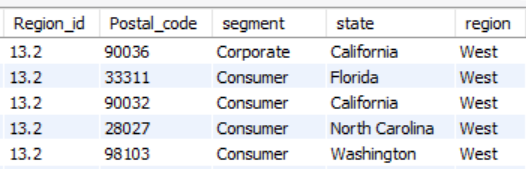 Region_id Postal_code segment state region
13.2 90036 Corporate California West
13.2 33311 Consumer Florida West
13.2 90032 Consumer California West
13.2 28027 Consumer North Carolina West
13.2 98103 Consumer Washington West